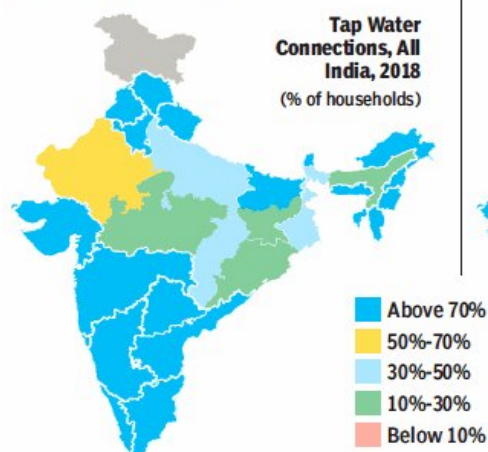 Tap Water
Connections, All
India, 2018
(% of households)
Above 70%
50%-70%
30%-50%
10%-30%
Below 10%